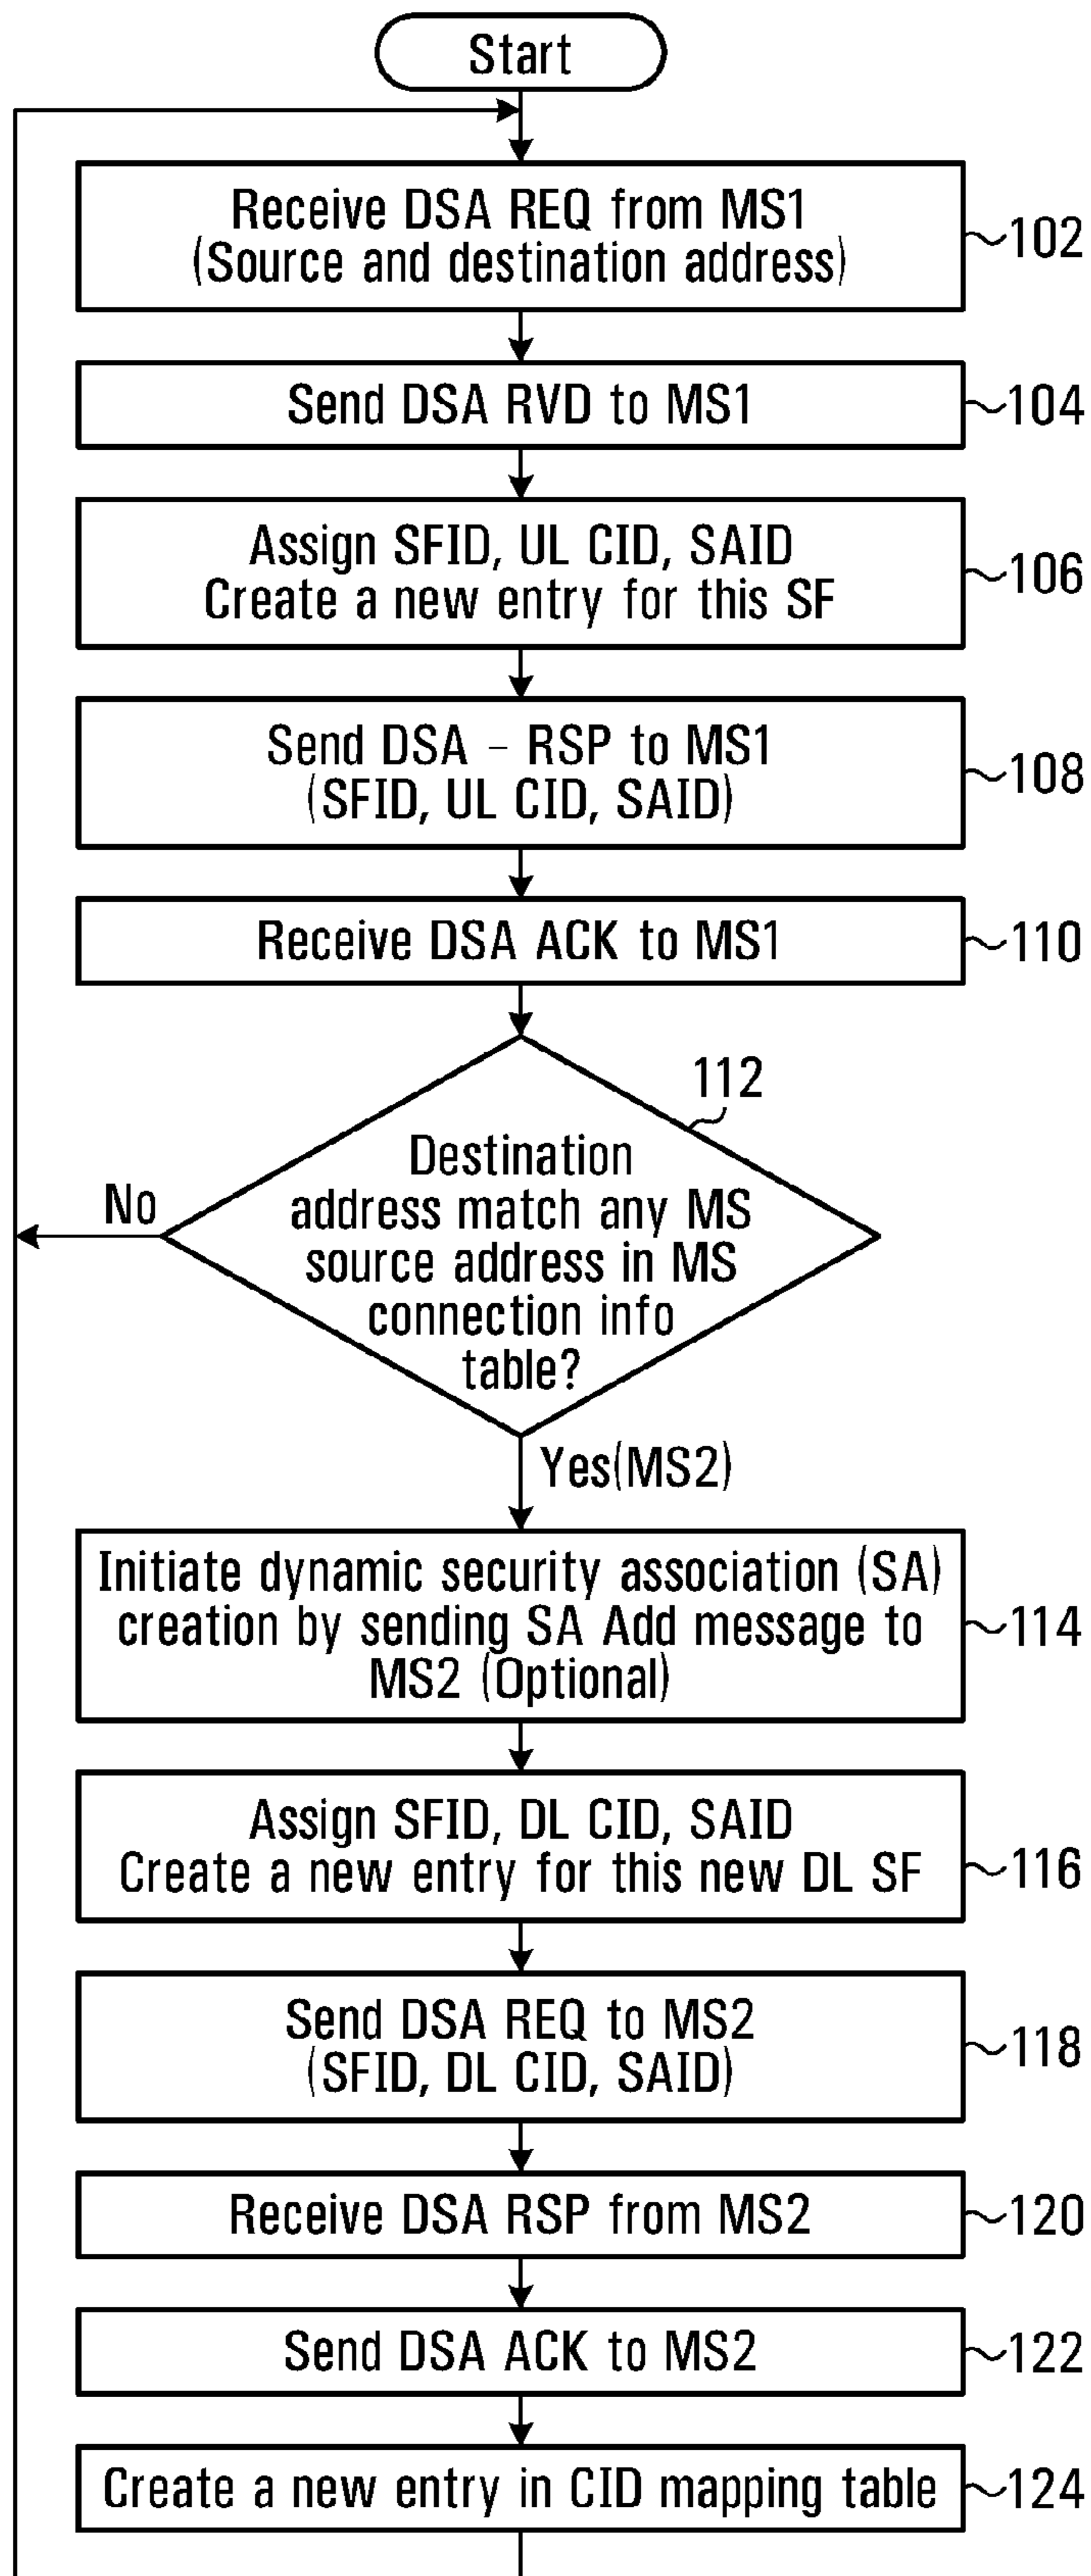 Start
Receive DSA REQ from MS1
(Source and destination address)
102
Send DSA RVD to MS1
104
Assign SFID, UL CID, SAID
Create a new entry for this SF
106
Send DSA – RSP to MS1
(SFID, UL CID, SAID)
108
Receive DSA ACK to MS1
110
112
Destination
address match any MS
source address in MS
connection info
table?
No
Yes(MS2)
Initiate dynamic security association (SA)
creation by sending SA Add message to
MS2 (Optional)
114
Assign SFID, DL CID, SAID
Create a new entry for this new DL SF
116
Send DSA REQ to MS2
(SFID, DL CID, SAID)
118
Receive DSA RSP from MS2
120
Send DSA ACK to MS2
122
Create a new entry in CID mapping table
124